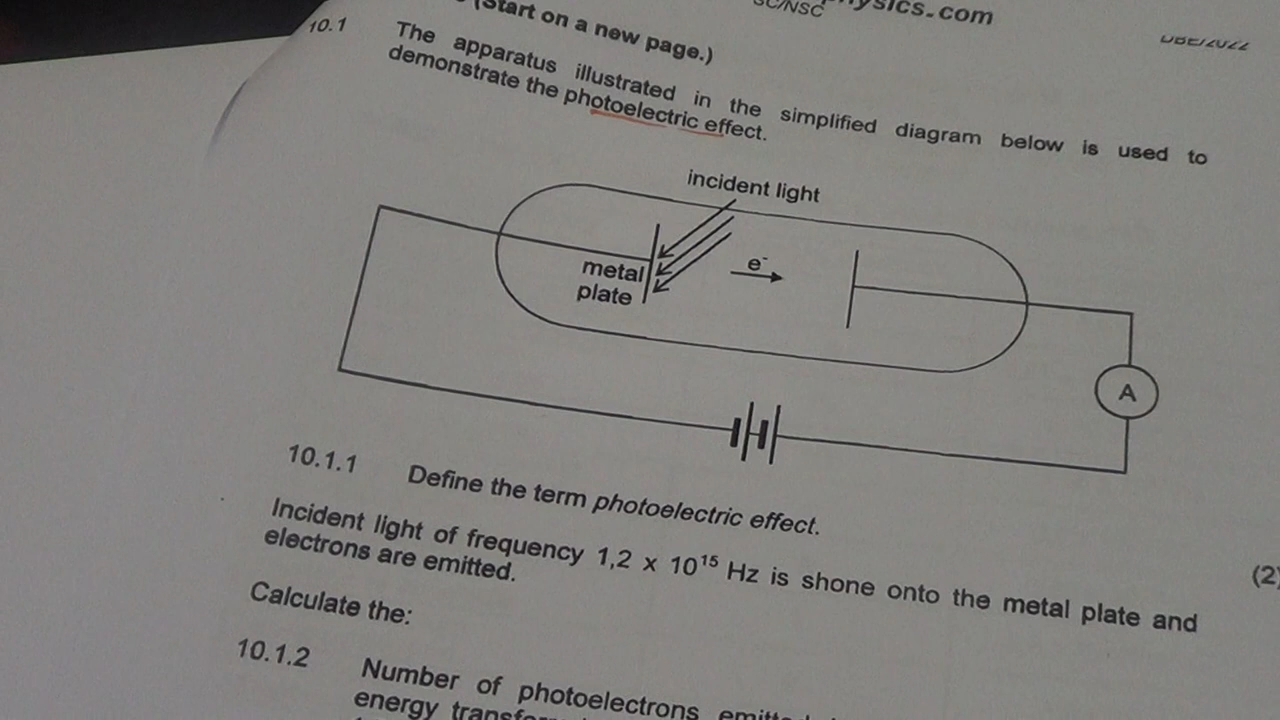 (Start on a new page.)
SC/NSC
10.1 The apparatus illustrated in the simplified diagram below is used to
demonstrate the photoelectric effect.
incident light
metal
plate
e⁻
A
10.1.1 Define the term photoelectric effect.
(2)
Incident light of frequency 1,2 x 10¹⁵ Hz is shone onto the metal plate and
electrons are emitted.
Calculate the:
10.1.2 Number of photoelectrons
energy